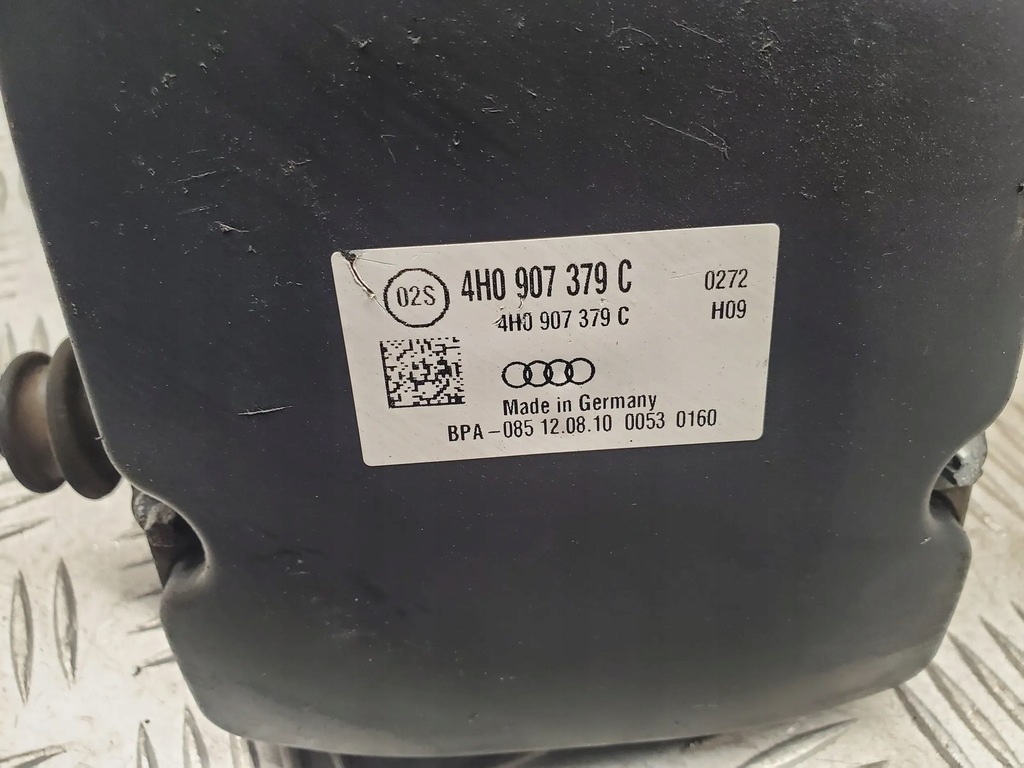 02S 4H0 907 379 C 0272
4H0 907 379 C H09
Made in Germany
BPA-085 12.08.10 0053 0160